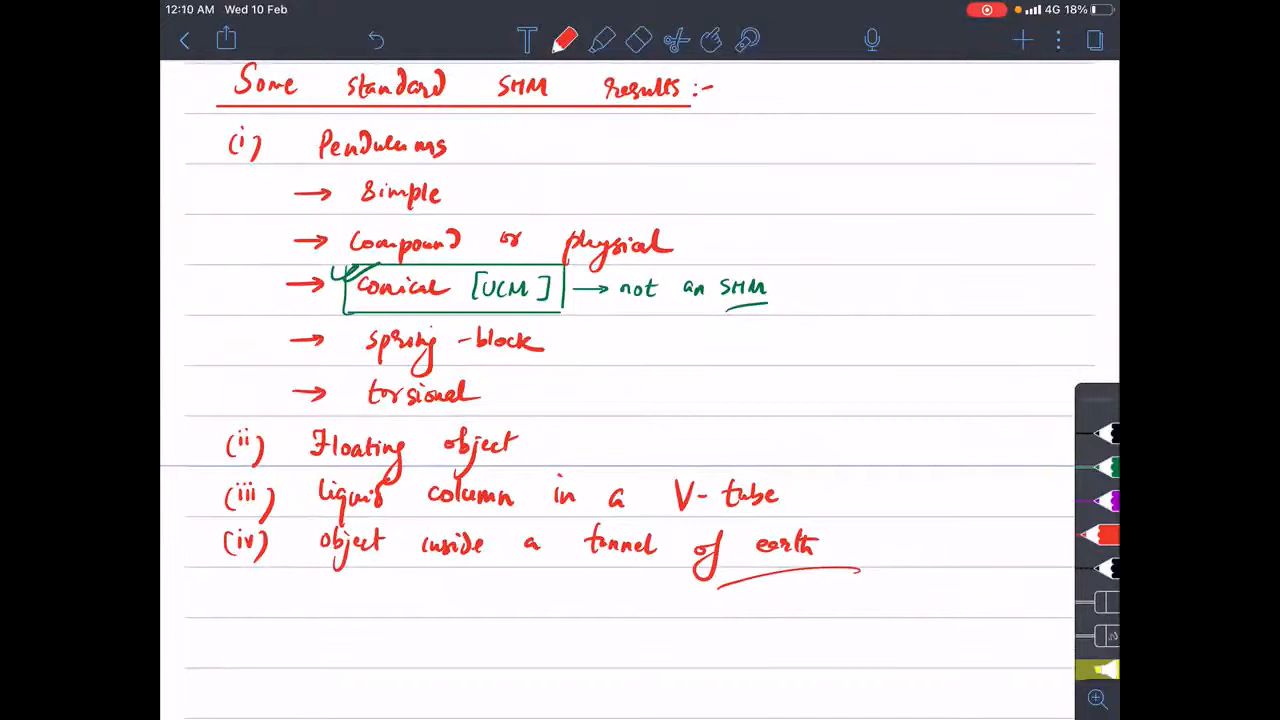 12:10 AM Wed 10 Feb 4G 18%
Some standard SHM results :-
(i) Pendulums
→ simple
→ compound or physical
→ conical [UCM] → not an SHM
→ spring-block
→ torsional
(ii) Floating object
(iii) liquid column in a V-tube
(iv) object inside a tunnel of earth